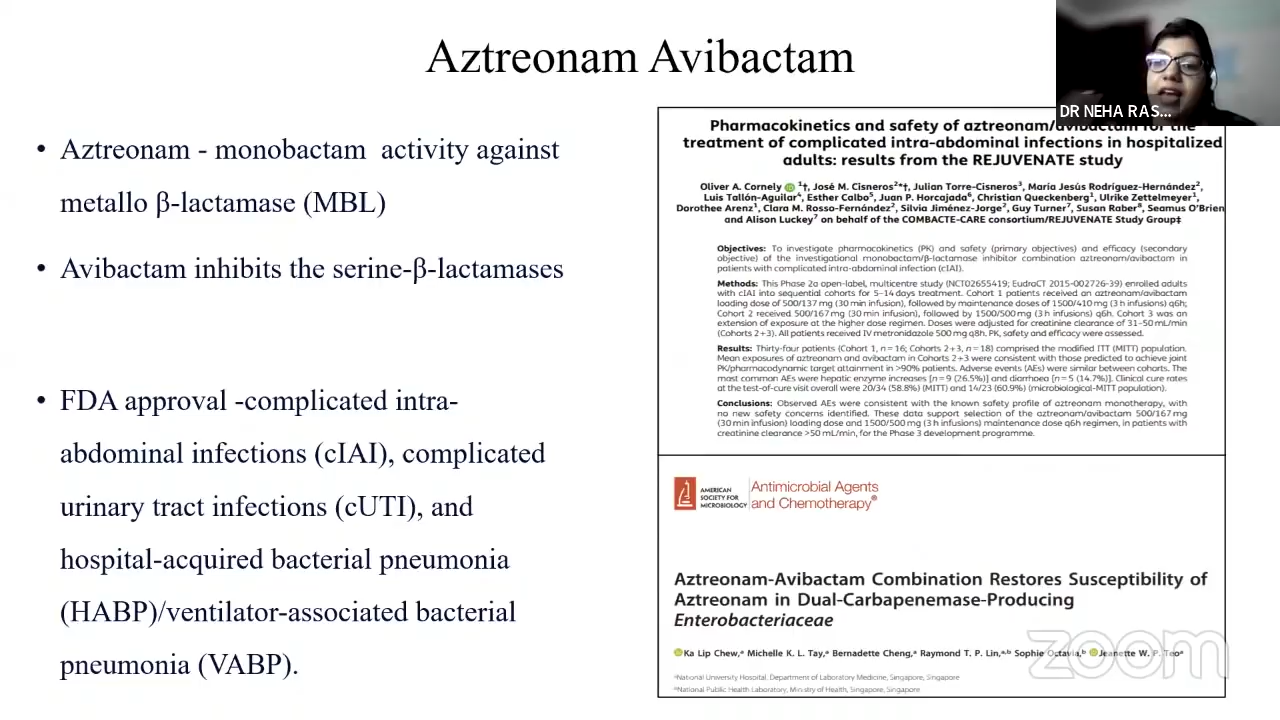 Aztreonam Avibactam
DR NEHA RAS...
• Aztreonam - monobactam activity against
metallo β-lactamase (MBL)
• Avibactam inhibits the serine-β-lactamases
• FDA approval -complicated intra-
abdominal infections (cIAI), complicated
urinary tract infections (cUTI), and
hospital-acquired bacterial pneumonia
(HABP)/ventilator-associated bacterial
pneumonia (VABP).
Pharmacokinetics and safety of aztreonam/avibactam for the
treatment of complicated intra-abdominal infections in hospitalized
adults: results from the REJUVENATE study
Oliver A. Cornely 1†, José M. Cisneros2*†, Julian Torre-Cisneros3, María Jesús Rodríguez-Hernández2,
Luis Tallón-Aguilar4, Esther Calbo5, Juan P. Horcajada6, Christian Queckenberg1, Ulrike Zettelmeyer1,
Dorothee Arenz1, Clara M. Rosso-Fernández2, Silvia Jiménez-Jorge2, Guy Turner7, Susan Raber8, Seamus O'Brien
and Alison Luckey7 on behalf of the COMBACTE-CARE consortium/REJUVENATE Study Group‡
Objectives: To investigate pharmacokinetics (PK) and safety (primary objectives) and efficacy (secondary
objective) of the investigational monobactam/β-lactamase inhibitor combination aztreonam/avibactam in
patients with complicated intra-abdominal infection (cIAI).
Methods: This Phase 2a open-label, multicentre study (NCT02655419; EudraCT 2015-002726-39) enrolled adults
with cIAI into sequential cohorts for 5–14 days treatment. Cohort 1 patients received an aztreonam/avibactam
loading dose of 500/137 mg (30 min infusion), followed by maintenance doses of 1500/410 mg (3 h infusions) q6h;
Cohort 2 received 500/167 mg (30 min infusion), followed by 1500/500 mg (3 h infusions) q6h. Cohort 3 was an
extension of exposure at the higher dose regimen. Doses were adjusted for creatinine clearance of 31–50 mL/min
(Cohorts 2+3). All patients received IV metronidazole 500 mg q8h. PK, safety and efficacy were assessed.
Results: Thirty-four patients (Cohort 1, n=16; Cohorts 2+3, n=18) comprised the modified ITT (MITT) population.
Mean exposures of aztreonam and avibactam in Cohorts 2+3 were consistent with those predicted to achieve joint
PK/pharmacodynamic target attainment in >90% patients. Adverse events (AEs) were similar between cohorts. The
most common AEs were hepatic enzyme increases [n=9 (26.5%)] and diarrhoea [n=5 (14.7%)]. Clinical cure rates
at the test-of-cure visit overall were 20/34 (58.8%) (MITT) and 14/23 (60.9%) (microbiological-MITT population).
Conclusions: Observed AEs were consistent with the known safety profile of aztreonam monotherapy, with
no new safety concerns identified. These data support selection of the aztreonam/avibactam 500/167 mg
(30 min infusion) loading dose and 1500/500 mg (3 h infusions) maintenance dose q6h regimen, in patients with
creatinine clearance >50 mL/min, for the Phase 3 development programme.
AMERICAN
SOCIETY FOR
MICROBIOLOGY
Antimicrobial Agents
and Chemotherapy®
Aztreonam-Avibactam Combination Restores Susceptibility of
Aztreonam in Dual-Carbapenemase-Producing
Enterobacteriaceae
Ka Lip Chew,a Michelle K. L. Tay,a Bernadette Cheng,a Raymond T. P. Lin,a,b Sophie Octavia,b Jeanette W. P. Teoa
aNational University Hospital, Department of Laboratory Medicine, Singapore, Singapore
bNational Public Health Laboratory, Ministry of Health, Singapore, Singapore
zoom